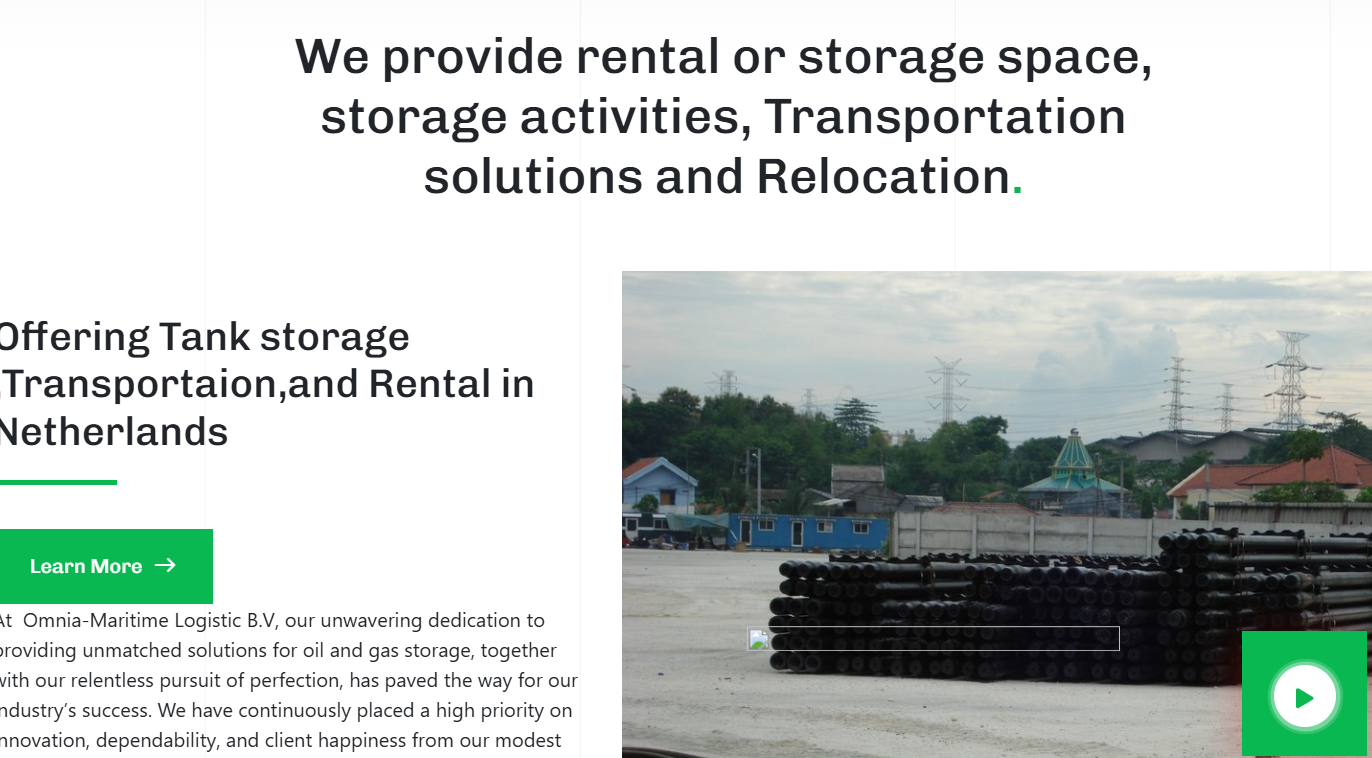 We provide rental or storage space,
storage activities, Transportation
solutions and Relocation.
Offering Tank storage
,Transportaion,and Rental in
Netherlands
Learn More
At Omnia-Maritime Logistic B.V, our unwavering dedication to
providing unmatched solutions for oil and gas storage, together
with our relentless pursuit of perfection, has paved the way for our
industry’s success. We have continuously placed a high priority on
innovation, dependability, and client happiness from our modest